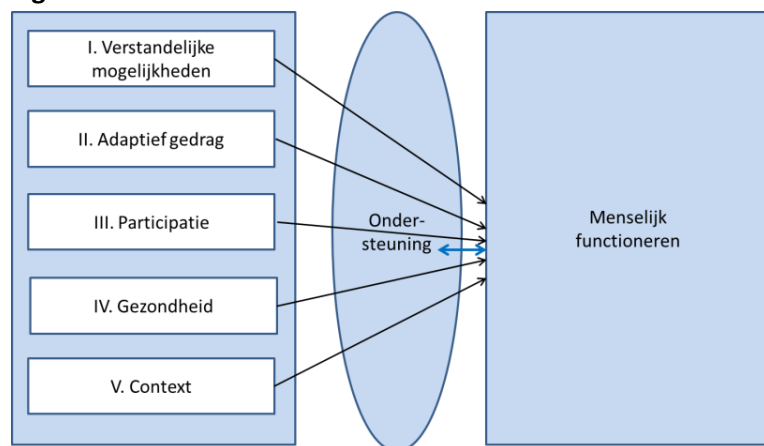 I. Verstandelijke
mogelijkheden
II. Adaptief gedrag
III. Participatie
IV. Gezondheid
V. Context
Onder-
steuning
Menselijk
functioneren